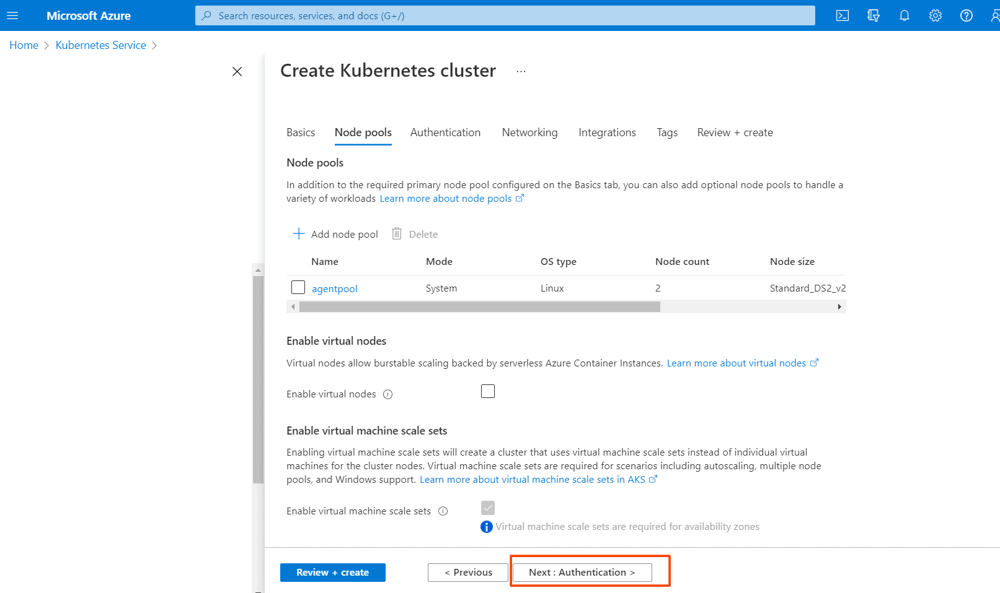 Microsoft Azure
Search resources, services, and docs (G+/)
Home > Kubernetes Service >
Create Kubernetes cluster ...
Basics Node pools Authentication Networking Integrations Tags Review + create
Node pools
In addition to the required primary node pool configured on the Basics tab, you can also add optional node pools to handle a
variety of workloads Learn more about node pools
Add node pool Delete
Name Mode OS type Node count Node size
agentpool System Linux 2 Standard_DS2_v2
Enable virtual nodes
Virtual nodes allow burstable scaling backed by serverless Azure Container Instances. Learn more about virtual nodes
Enable virtual nodes
Enable virtual machine scale sets
Enabling virtual machine scale sets will create a cluster that uses virtual machine scale sets instead of individual virtual
machines for the cluster nodes. Virtual machine scale sets are required for scenarios including autoscaling, multiple node
pools, and Windows support. Learn more about virtual machine scale sets in AKS
Enable virtual machine scale sets
Virtual machine scale sets are required for availability zones
Review + create < Previous Next : Authentication >